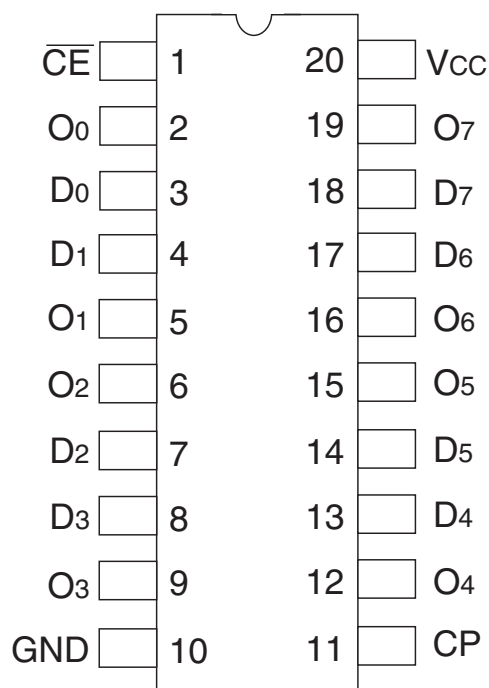 C̅E̅ 1 20 VCC
O0 2 19 O7
D0 3 18 D7
D1 4 17 D6
O1 5 16 O6
O2 6 15 O5
D2 7 14 D5
D3 8 13 D4
O3 9 12 O4
GND 10 11 CP